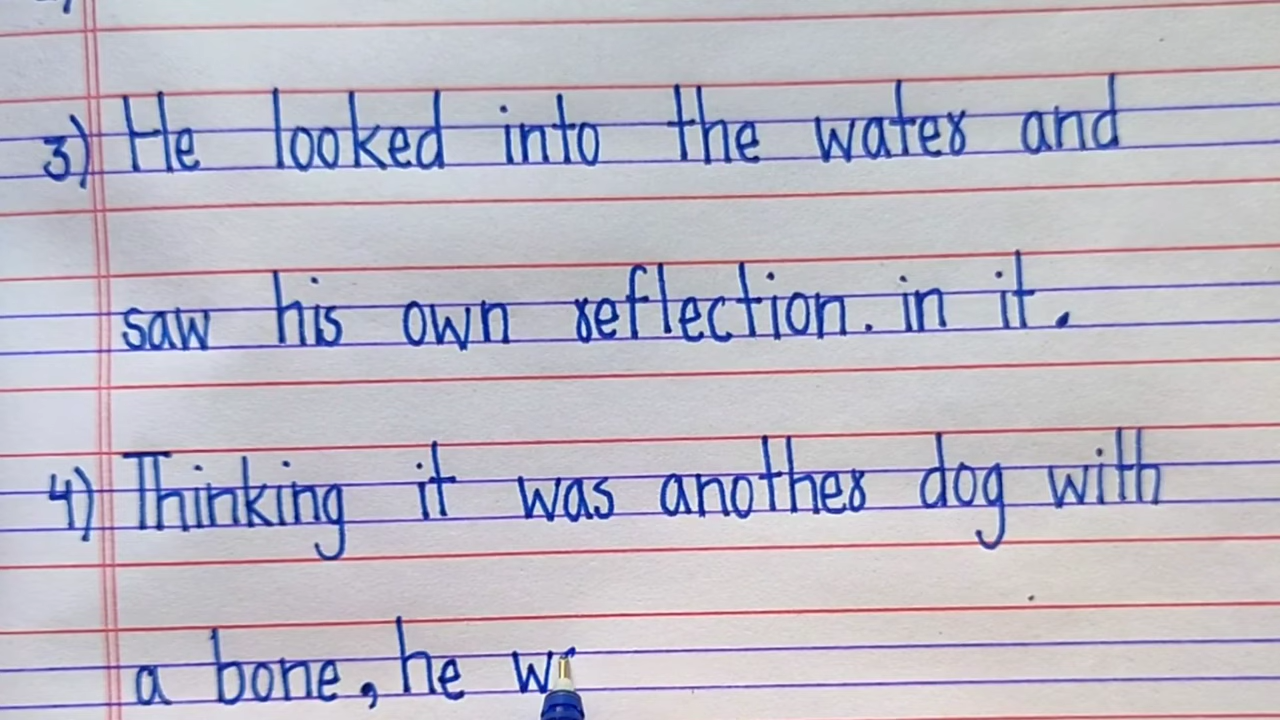 3) He looked into the water and
saw his own reflection. in it.
4) Thinking it was another dog with
a bone, he